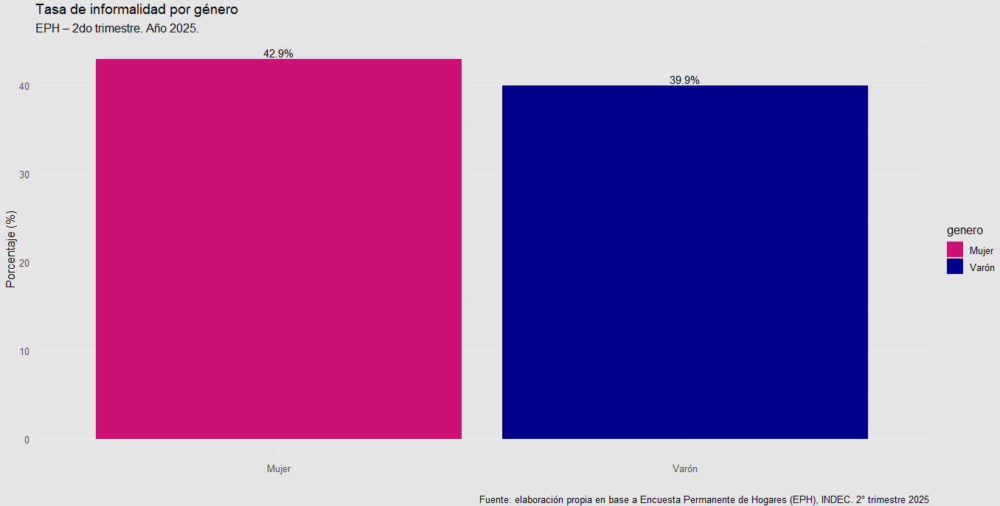 Tasa de informalidad por género
EPH – 2do trimestre. Año 2025.
42.9%
39.9%
40
30
20
10
0
Porcentaje (%)
Mujer
Varón
genero
Mujer
Varón
Fuente: elaboración propia en base a Encuesta Permanente de Hogares (EPH), INDEC. 2° trimestre 2025